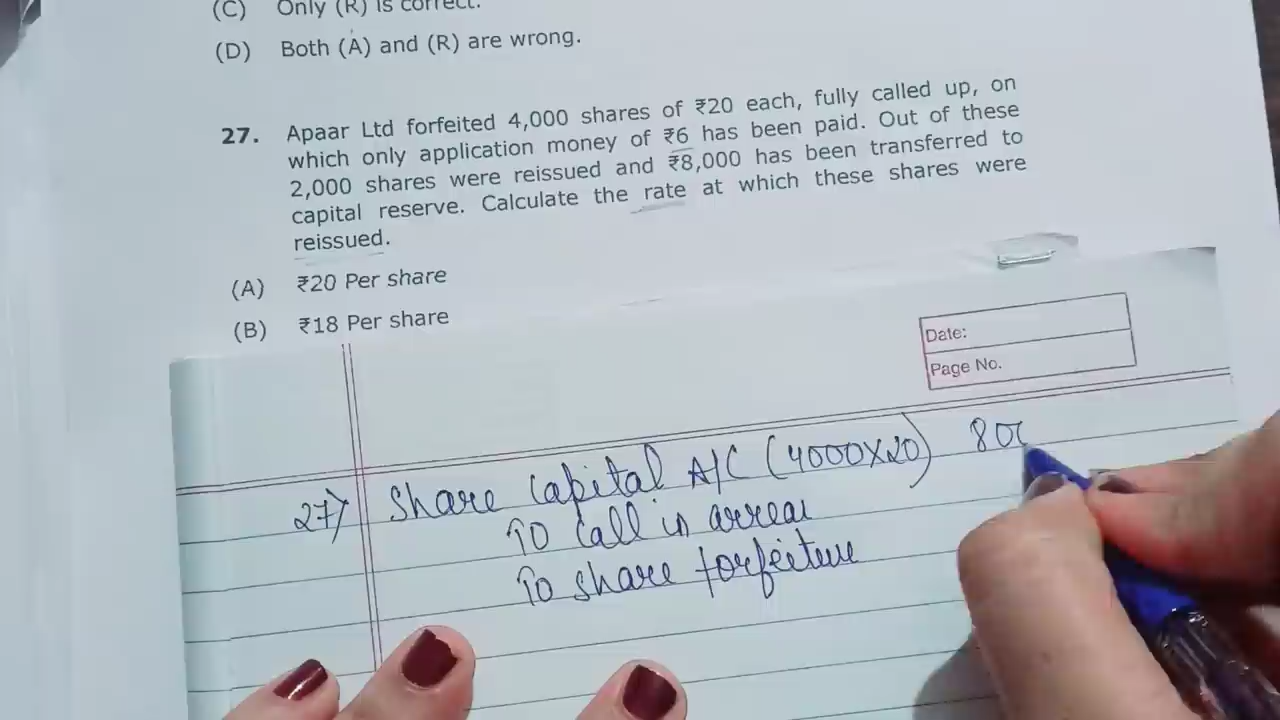 (C) Only (R) is correct.
(D) Both (A) and (R) are wrong.
27. Apaar Ltd forfeited 4,000 shares of ₹20 each, fully called up, on
which only application money of ₹6 has been paid. Out of these
2,000 shares were reissued and ₹8,000 has been transferred to
capital reserve. Calculate the rate at which these shares were
reissued.
(A) ₹20 Per share
(B) ₹18 Per share
Date:
Page No.
27) Share Capital A/C (4000X20) 800
To Call in arrear
To share forfeiture